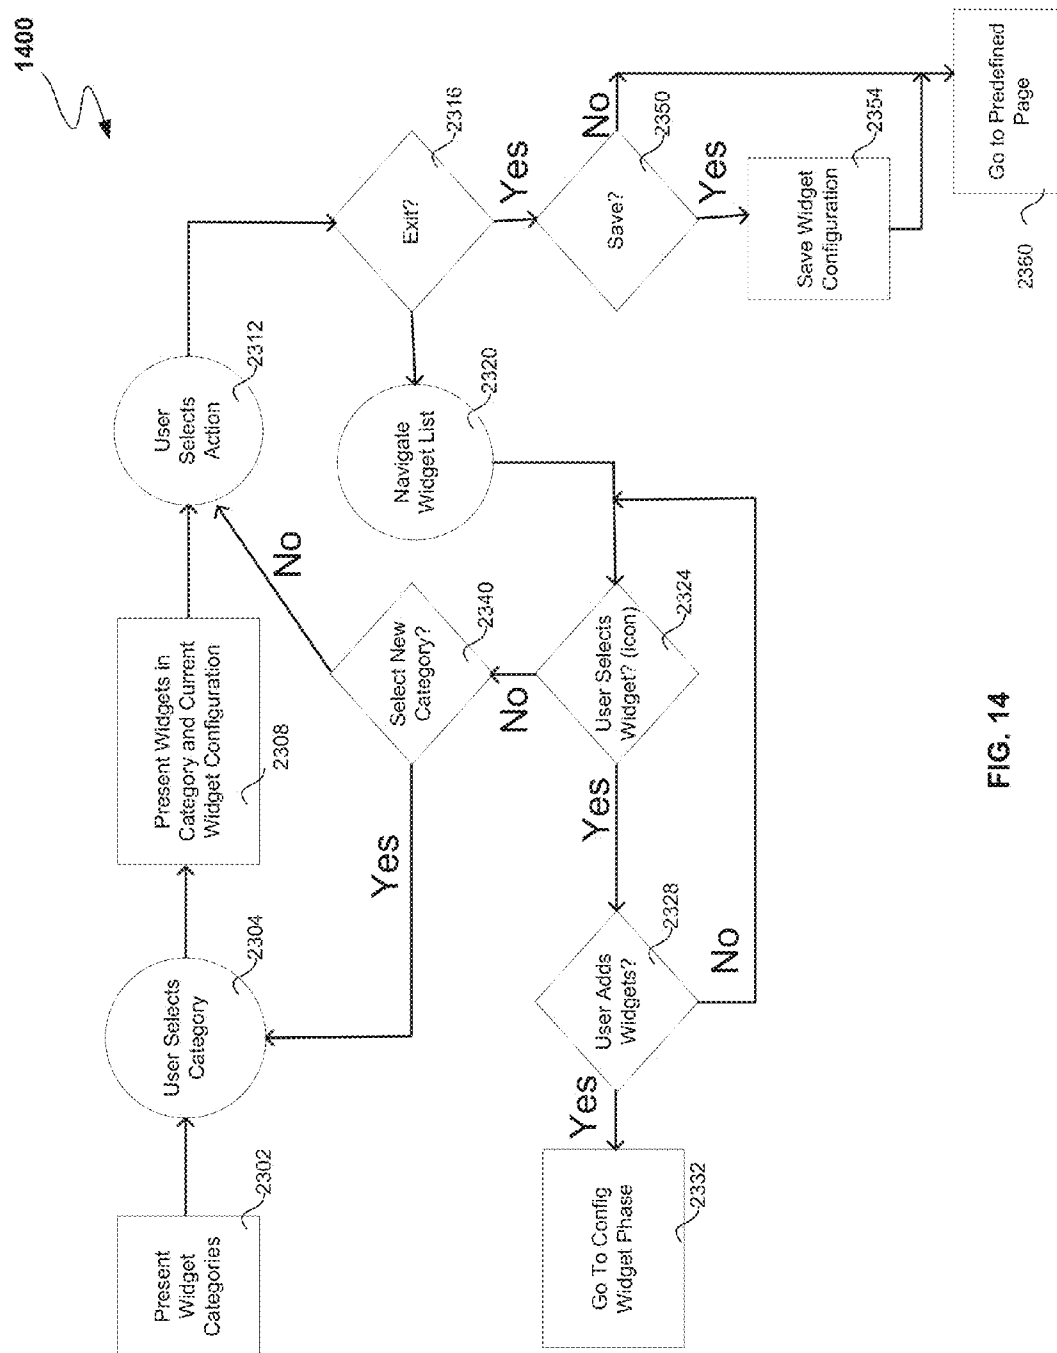 1400
Present
Widget
Categories
2302
User Selects
Category
2304
Present Widgets in
Category and Current
Widget Configuration
2308
User
Selects
Action
2312
Exit?
2316
Yes
Save?
2350
No
Yes
Save Widget
Configuration
2354
Go to Predefined
Page
2360
Navigate
Widget List
2320
User Selects
Widget? (icon)
2324
No
Select New
Category?
2340
No
Yes
Yes
User Adds
Widgets?
2328
No
Yes
Go To Config
Widget Phase
2332
FIG. 14